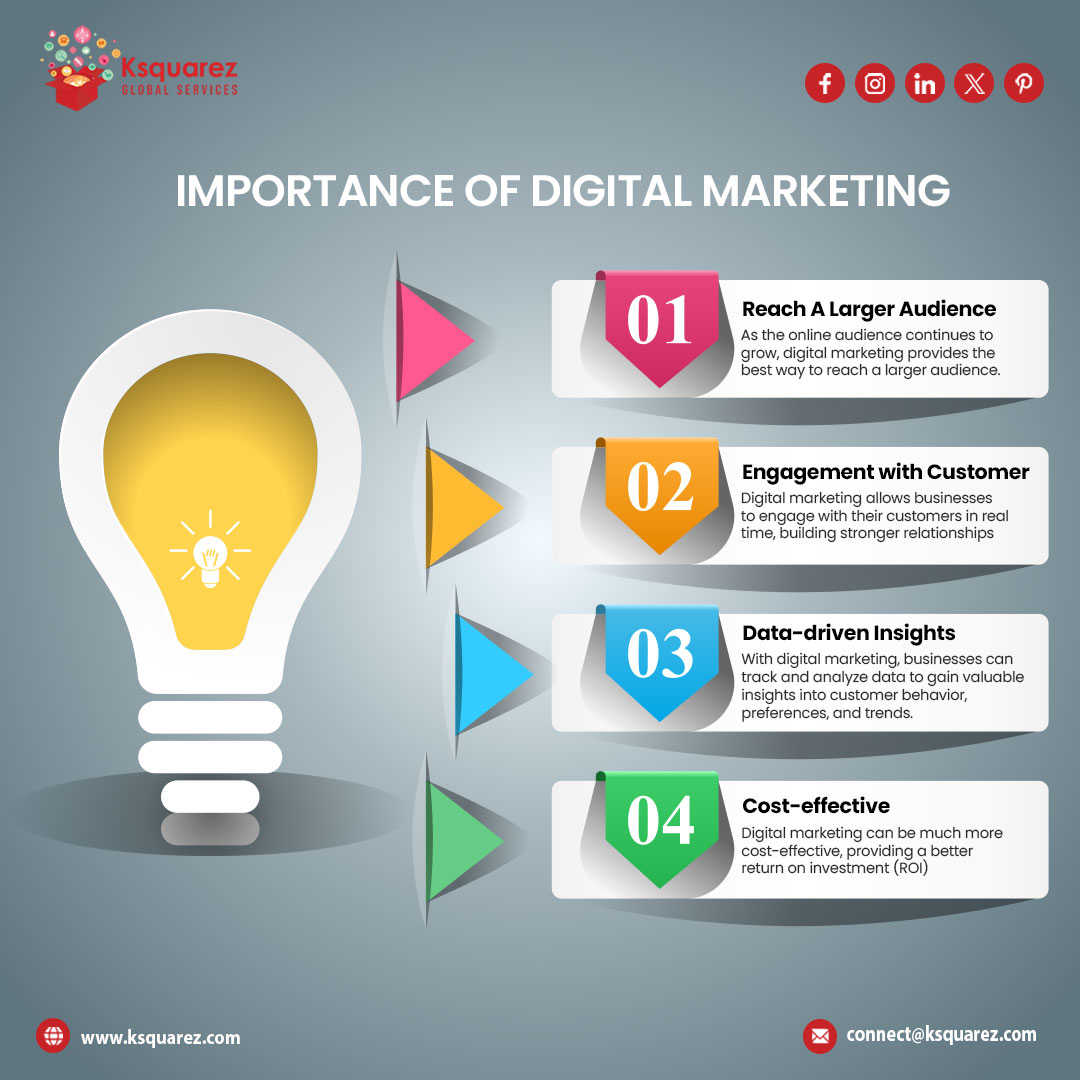 Ksquarez
GLOBAL SERVICES
IMPORTANCE OF DIGITAL MARKETING
01
Reach A Larger Audience
As the online audience continues to
grow, digital marketing provides the
best way to reach a larger audience.
02
Engagement with Customer
Digital marketing allows businesses
to engage with their customers in real
time, building stronger relationships
03
Data-driven Insights
With digital marketing, businesses can
track and analyze data to gain valuable
insights into customer behavior,
preferences, and trends.
04
Cost-effective
Digital marketing can be much more
cost-effective, providing a better
return on investment (ROI)
www.ksquarez.com
connect@ksquarez.com